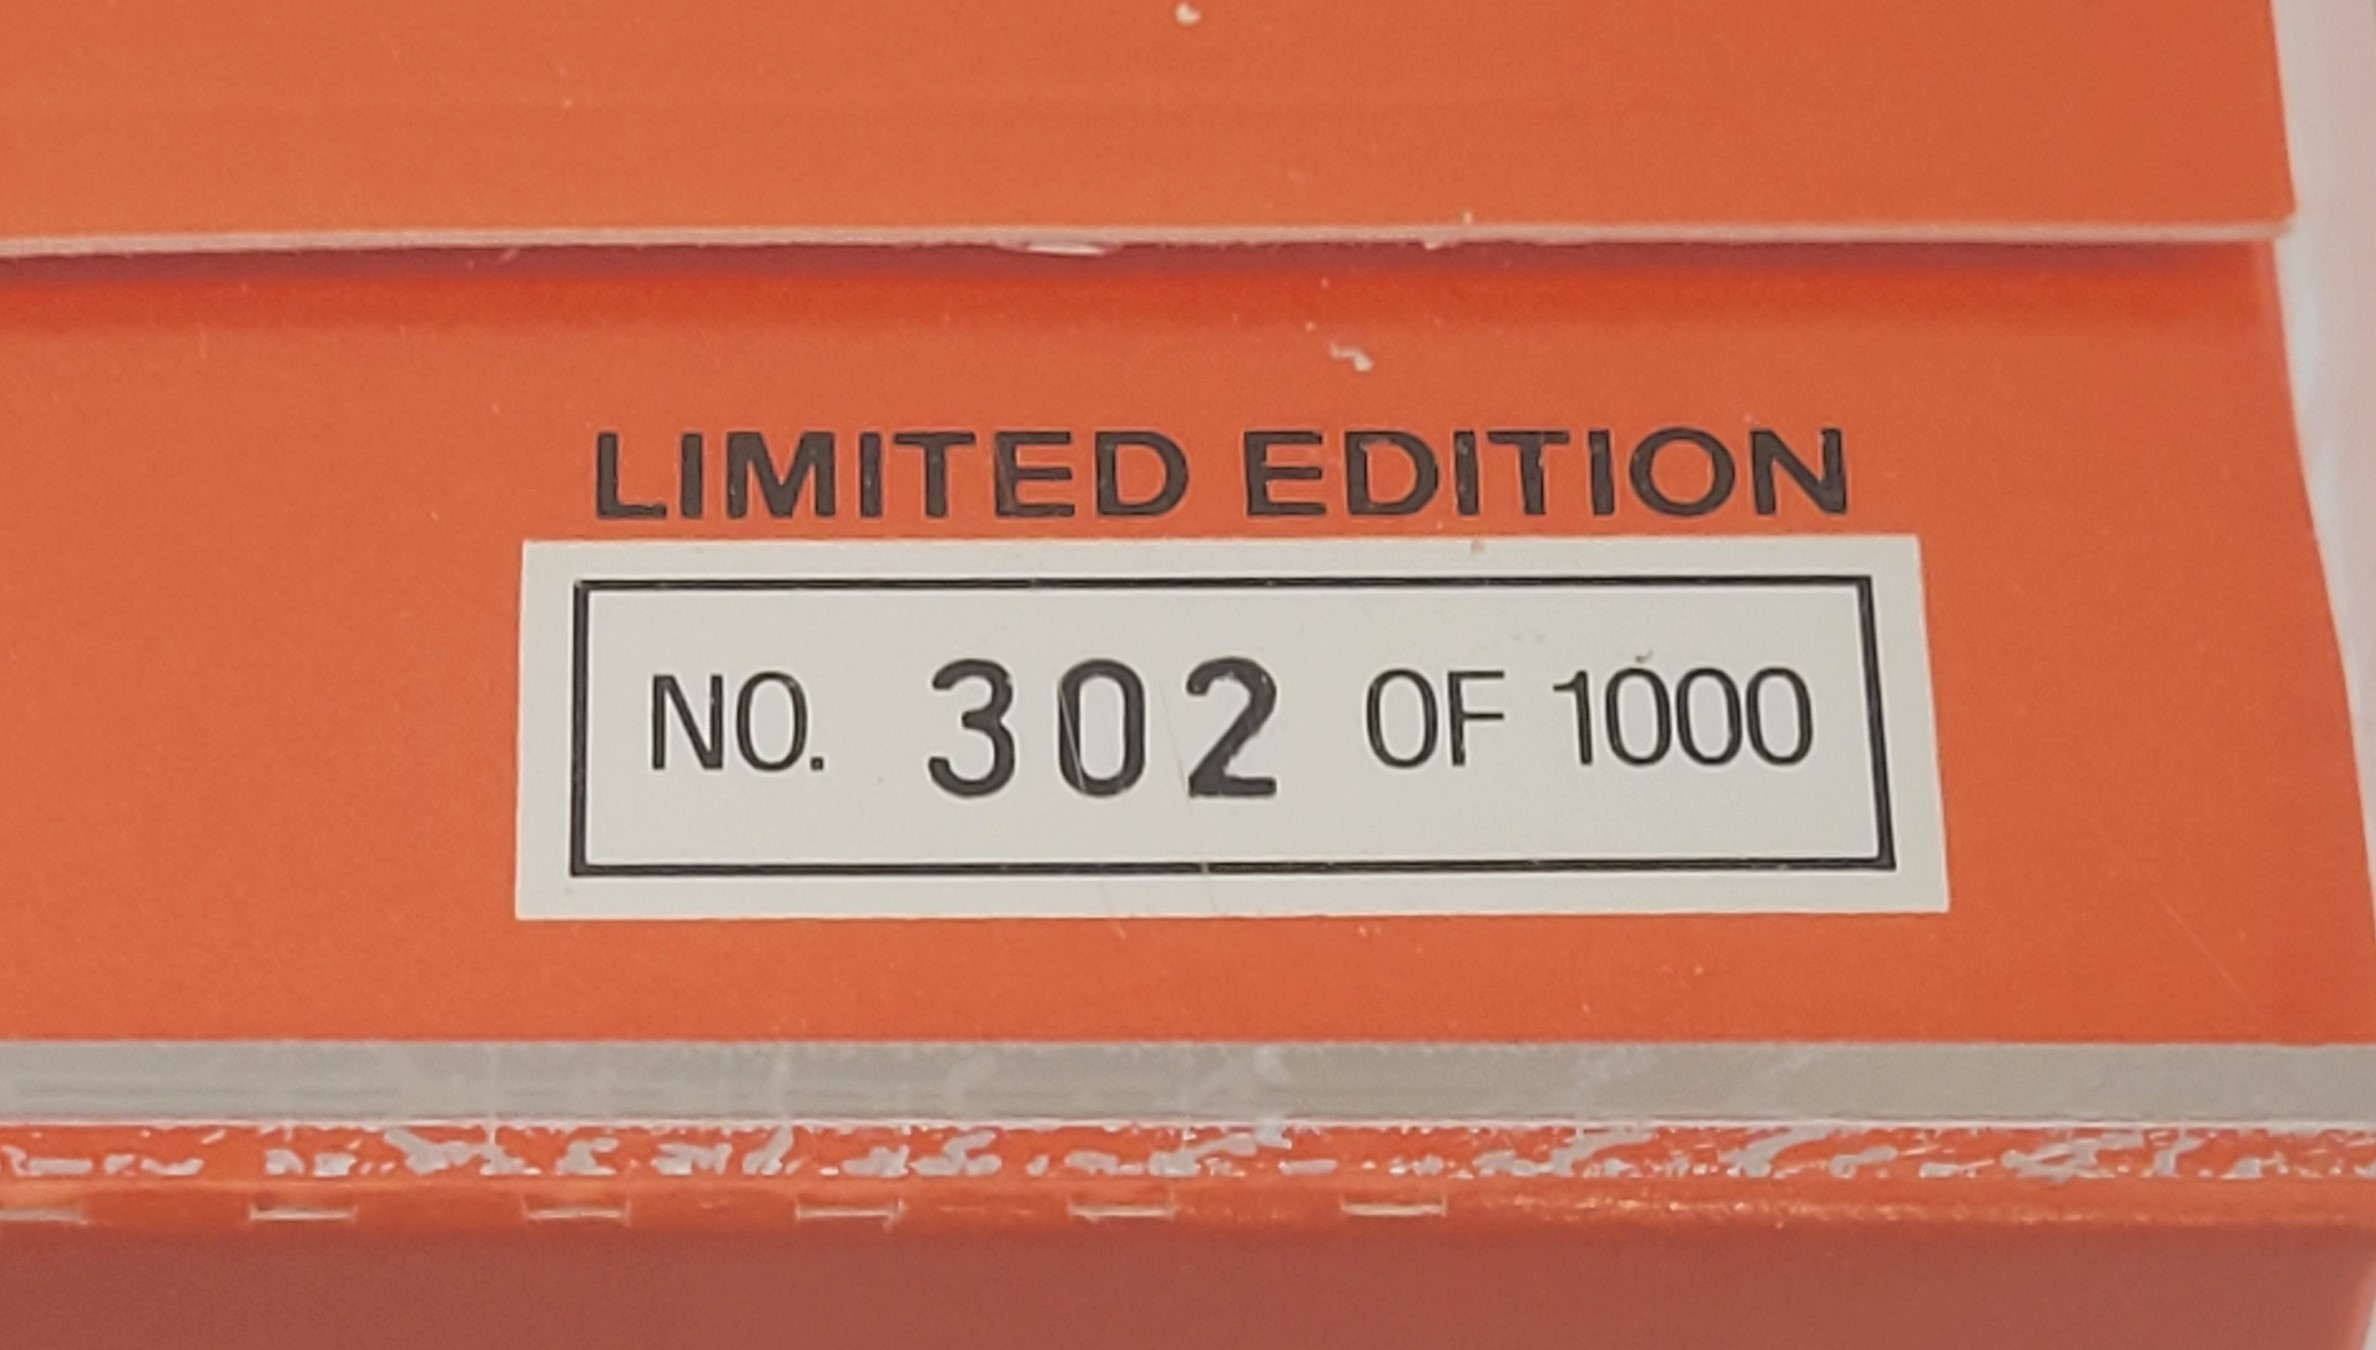 LIMITED EDITION
NO. 302 OF 1000